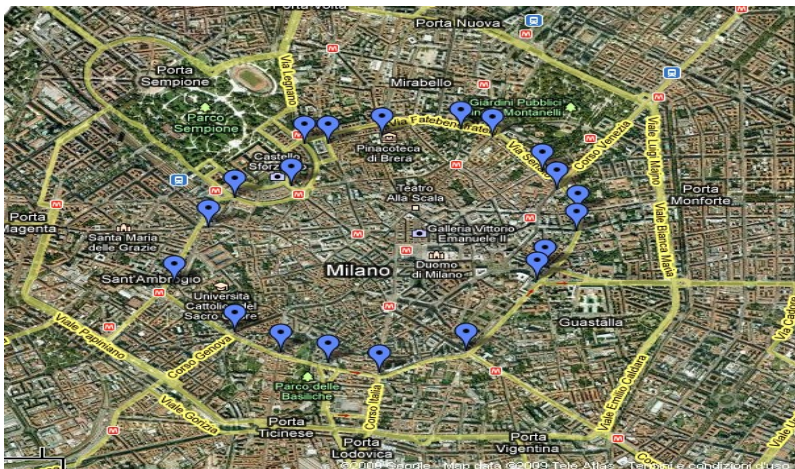 Porta Volta
Porta Nuova
Via Legnano
Porta
Sempione
Mirabello
Parco
Sempione
Giardini Pubblici
Montanelli
Via Fatebenefratelli
Pinacoteca
di Brera
Via Senato
Corso Venezia
Viale Luigi Majno
Castello
Teatro
Alla Scala
Porta
Monforte
Porta
Magenta
Santa Maria
delle Grazie
Galleria Vittorio
Emanuele II
Viale Bianca Maria
Milano
Duomo
di Milano
Sant'Ambrogio
Università
Cattolica del
Sacro Cuore
Guastalla
Viale Papiniano
Corso Genova
Viale Emilio Caldara
Via Cadore
Parco delle
Basiliche
Corso Italia
Viale Gorizia
Porta
Ticinese
Porta
Lodovica
Porta
Vigentina
Google - Map data ©2009 Tele Atlas - Termini e condizioni d'uso